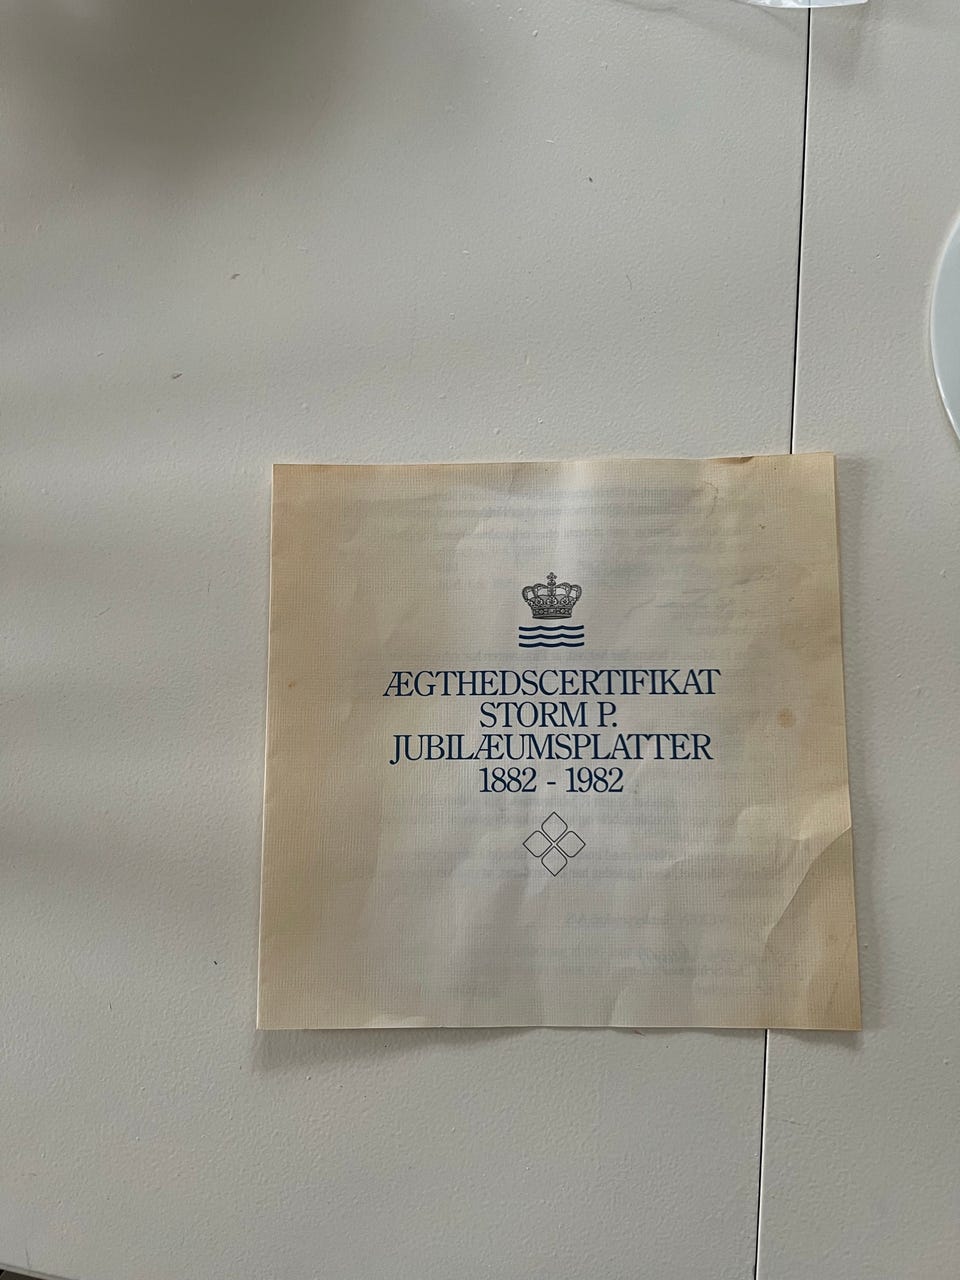 ÆGTHEDSCERTIFIKAT
STORM P.
JUBILÆUMSPLATTER
1882 - 1982